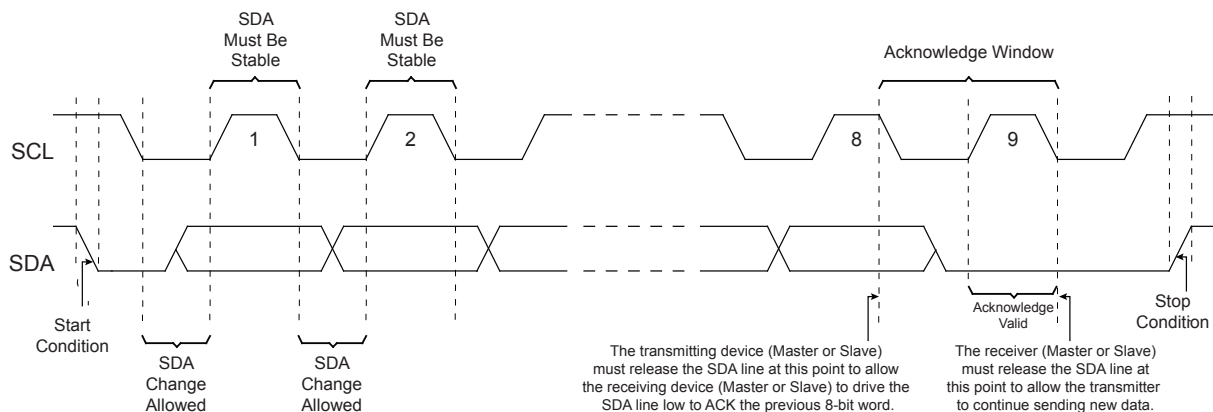 SDA
Must Be
Stable
SDA
Must Be
Stable
Acknowledge Window
SCL
1
2
8
9
SDA
Start
Condition
SDA
Change
Allowed
SDA
Change
Allowed
Acknowledge
Valid
Stop
Condition
The transmitting device (Master or Slave)
must release the SDA line at this point to allow
the receiving device (Master or Slave) to drive the
SDA line low to ACK the previous 8-bit word.
The receiver (Master or Slave)
must release the SDA line at
this point to allow the transmitter
to continue sending new data.